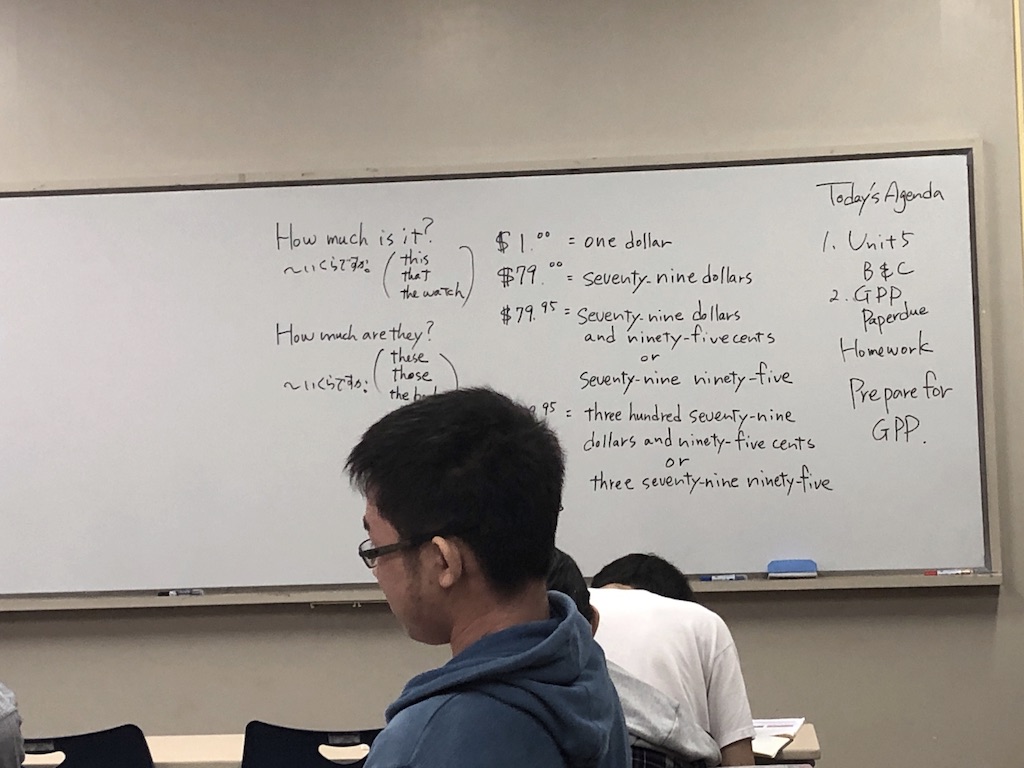 How much is it?
~いくらですか?
(this
that
the watch)
How much are they?
~いくらですか?
(these
those
the
$1.00 = one dollar
$79.00 = seventy-nine dollars
$79.95 = Seventy-nine dollars
and ninety-five cents
or
seventy-nine ninety-five
.95 = three hundred seventy-nine
dollars and ninety-five cents
or
three seventy-nine ninety-five
Today's Agenda
1. Unit 5
B & C
2. GPP
Paperdue
Homework
Prepare for
GPP.